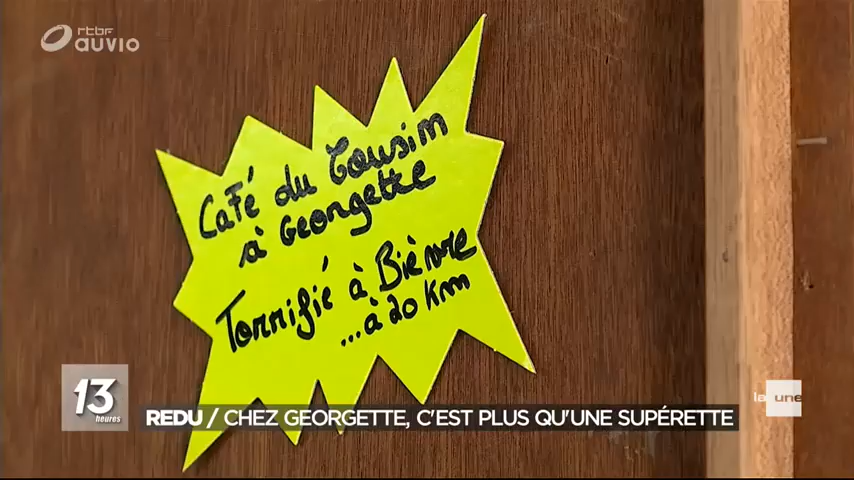 rtbf
auvio
Café du Cousin
à Georgette
Torrifié à Bièvre
...à 20 Km
13
heures
REDU / CHEZ GEORGETTE, C'EST PLUS QU'UNE SUPÉRETTE
la une